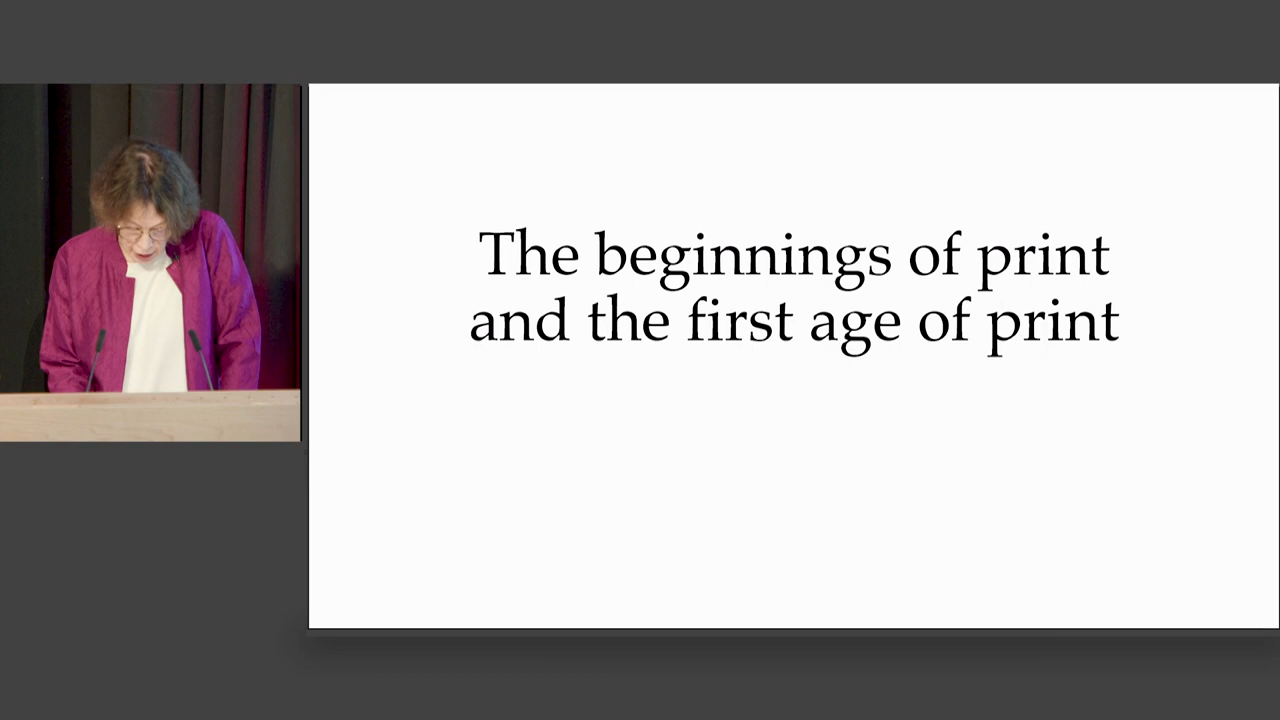 The beginnings of print
and the first age of print